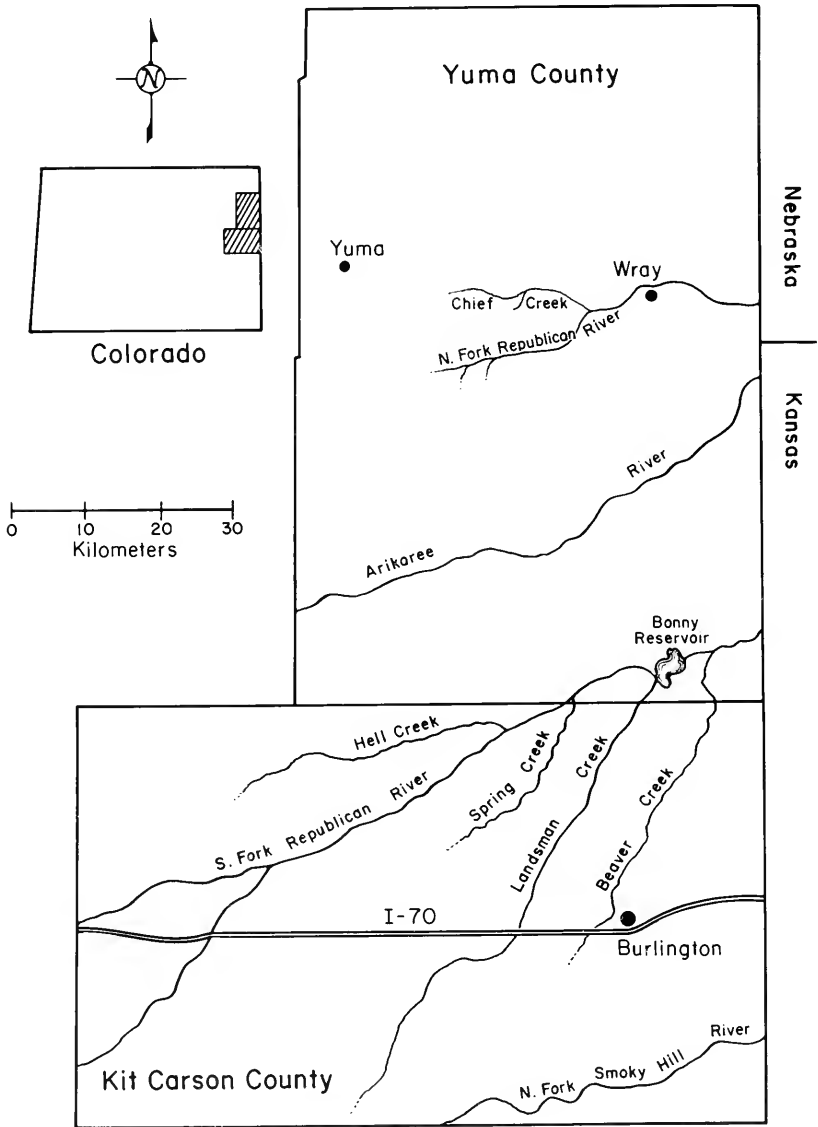 N
Yuma County
Colorado
Nebraska
Yuma
Wray
Chief Creek
N. Fork Republican River
Kansas
0 10 20 30
Kilometers
Arikaree River
Bonny
Reservoir
Hell Creek
Spring Creek
S. Fork Republican River
Landsman Creek
Beaver Creek
I-70
Burlington
Kit Carson County
N. Fork Smoky Hill River